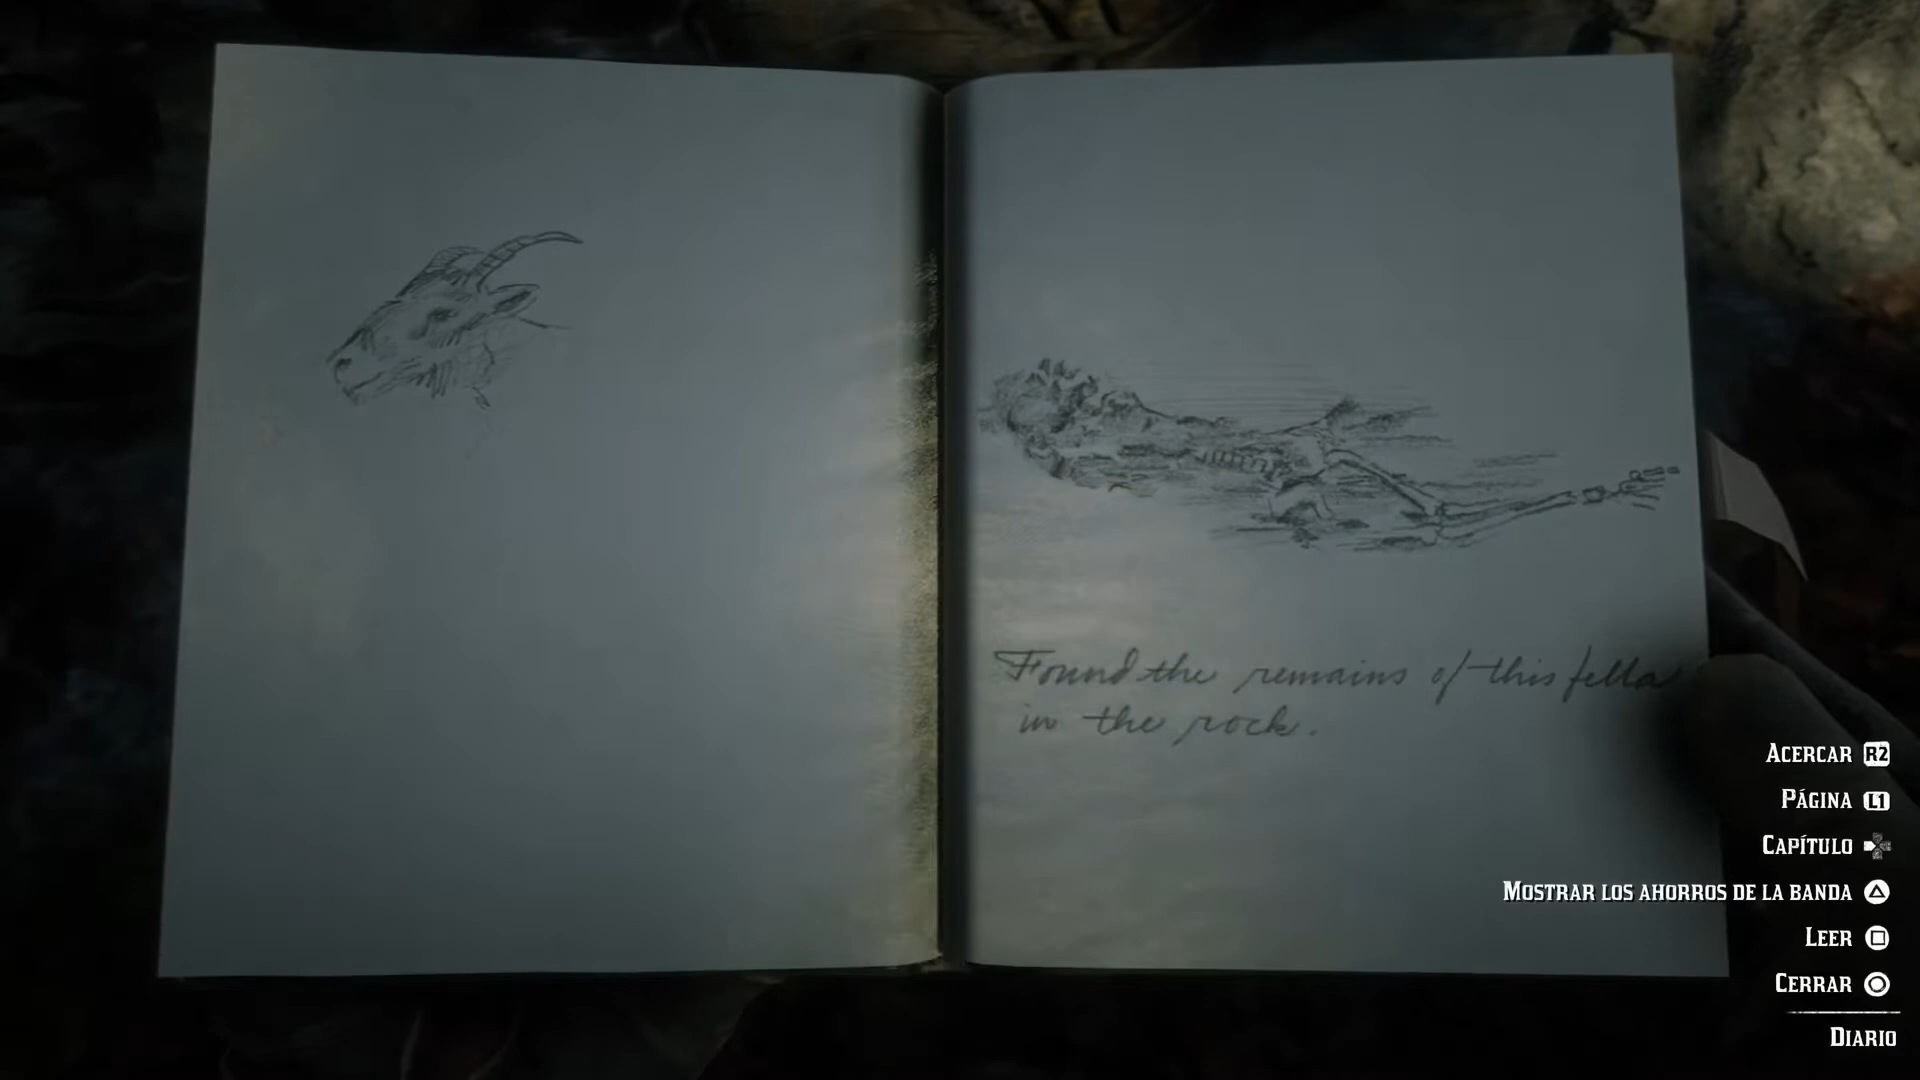 Found the remains of this fella
in the rock.
ACERCAR R2
PÁGINA L1
CAPÍTULO
MOSTRAR LOS AHORROS DE LA BANDA
LEER
CERRAR
DIARIO